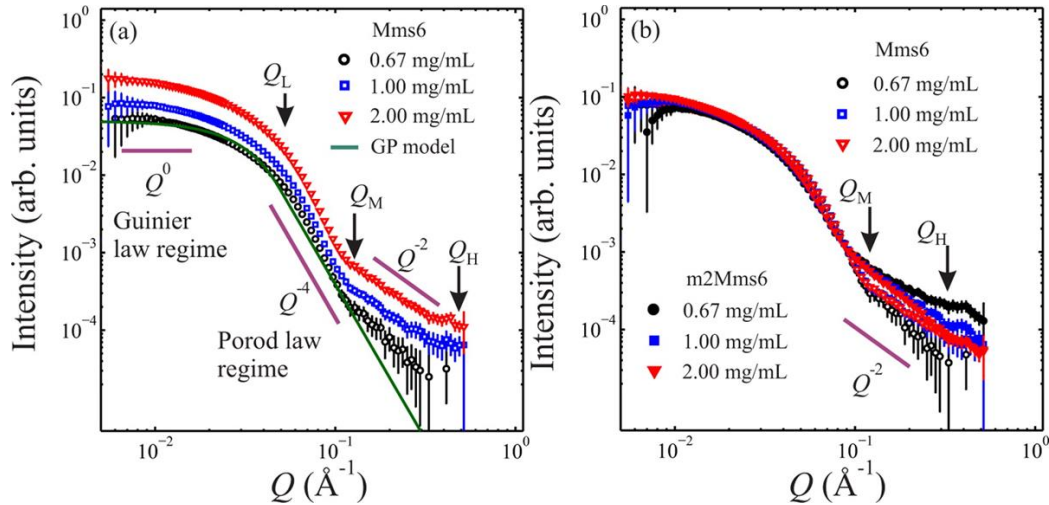 (a)
Mms6
0.67 mg/mL
1.00 mg/mL
2.00 mg/mL
GP model
Q_L
Q_M
Q_H
Q^0
Guinier
law regime
Q^-4
Q^-2
Porod law
regime
10^0
10^-1
10^-2
10^-3
10^-4
Intensity (arb. units)
10^-2
10^-1
10^0
Q (Å^-1)
(b)
Mms6
0.67 mg/mL
1.00 mg/mL
2.00 mg/mL
Q_M
Q_H
m2Mms6
0.67 mg/mL
1.00 mg/mL
2.00 mg/mL
Q^-2
10^0
10^-1
10^-2
10^-3
10^-4
Intensity (arb. units)
10^-2
10^-1
10^0
Q (Å^-1)